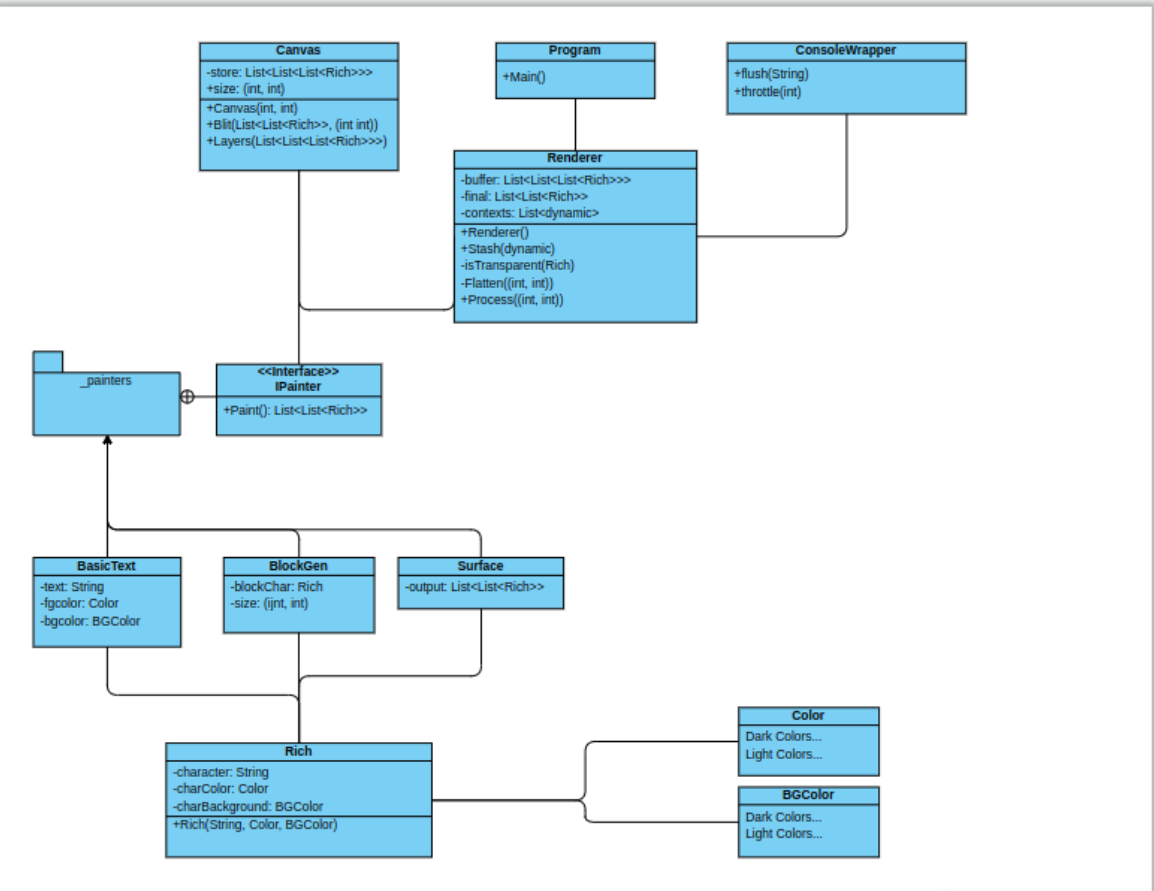 Canvas
-store: List<List<List<Rich>>>
+size: (int, int)
+Canvas(int, int)
+Blit(List<List<Rich>>, (int int))
+Layers(List<List<List<Rich>>>)
Program
+Main()
ConsoleWrapper
+flush(String)
+throttle(int)
Renderer
-buffer: List<List<List<Rich>>>
-final: List<List<Rich>>
-contexts: List<dynamic>
+Renderer()
+Stash(dynamic)
-isTransparent(Rich)
-Flatten((int, int))
+Process((int, int))
_painters
<<Interface>>
IPainter
+Paint(): List<List<Rich>>
BasicText
-text: String
-fgcolor: Color
-bgcolor: BGColor
BlockGen
-blockChar: Rich
-size: (ijnt, int)
Surface
-output: List<List<Rich>>
Rich
-character: String
-charColor: Color
-charBackground: BGColor
+Rich(String, Color, BGColor)
Color
Dark Colors...
Light Colors...
BGColor
Dark Colors...
Light Colors...